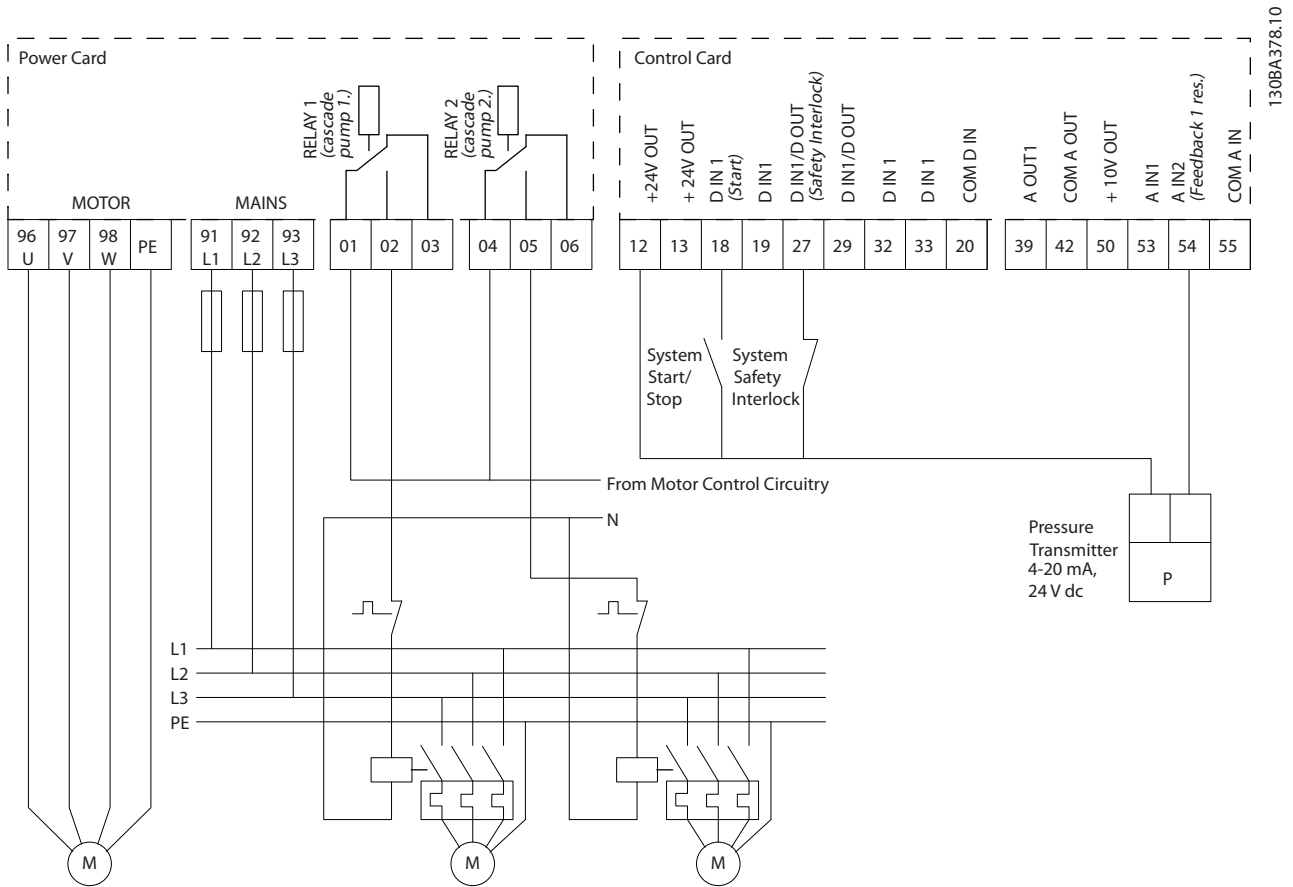 130BA378.10
Power Card
Control Card
RELAY 1
(cascade
pump 1.)
RELAY 2
(cascade
pump 2.)
+24V OUT
+ 24V OUT
D IN 1
(Start)
D IN1
D IN1/D OUT
(Safety Interlock)
D IN1/D OUT
D IN 1
D IN 1
COM D IN
A OUT1
COM A OUT
+ 10V OUT
A IN1
A IN2
(Feedback 1 res.)
COM A IN
MOTOR
MAINS
96 97 98 PE 91 92 93 01 02 03 04 05 06 12 13 18 19 27 29 32 33 20 39 42 50 53 54 55
U V W L1 L2 L3
System
Start/
Stop
System
Safety
Interlock
From Motor Control Circuitry
N
Pressure
Transmitter
4-20 mA,
24 V dc
P
L1
L2
L3
PE
M M M